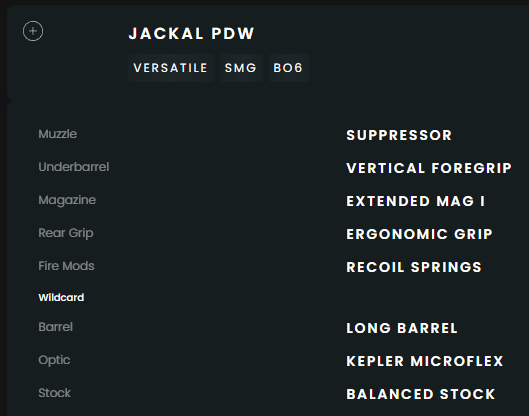 JACKAL PDW
VERSATILE SMG BO6
Muzzle SUPPRESSOR
Underbarrel VERTICAL FOREGRIP
Magazine EXTENDED MAG I
Rear Grip ERGONOMIC GRIP
Fire Mods RECOIL SPRINGS
Wildcard
Barrel LONG BARREL
Optic KEPLER MICROFLEX
Stock BALANCED STOCK